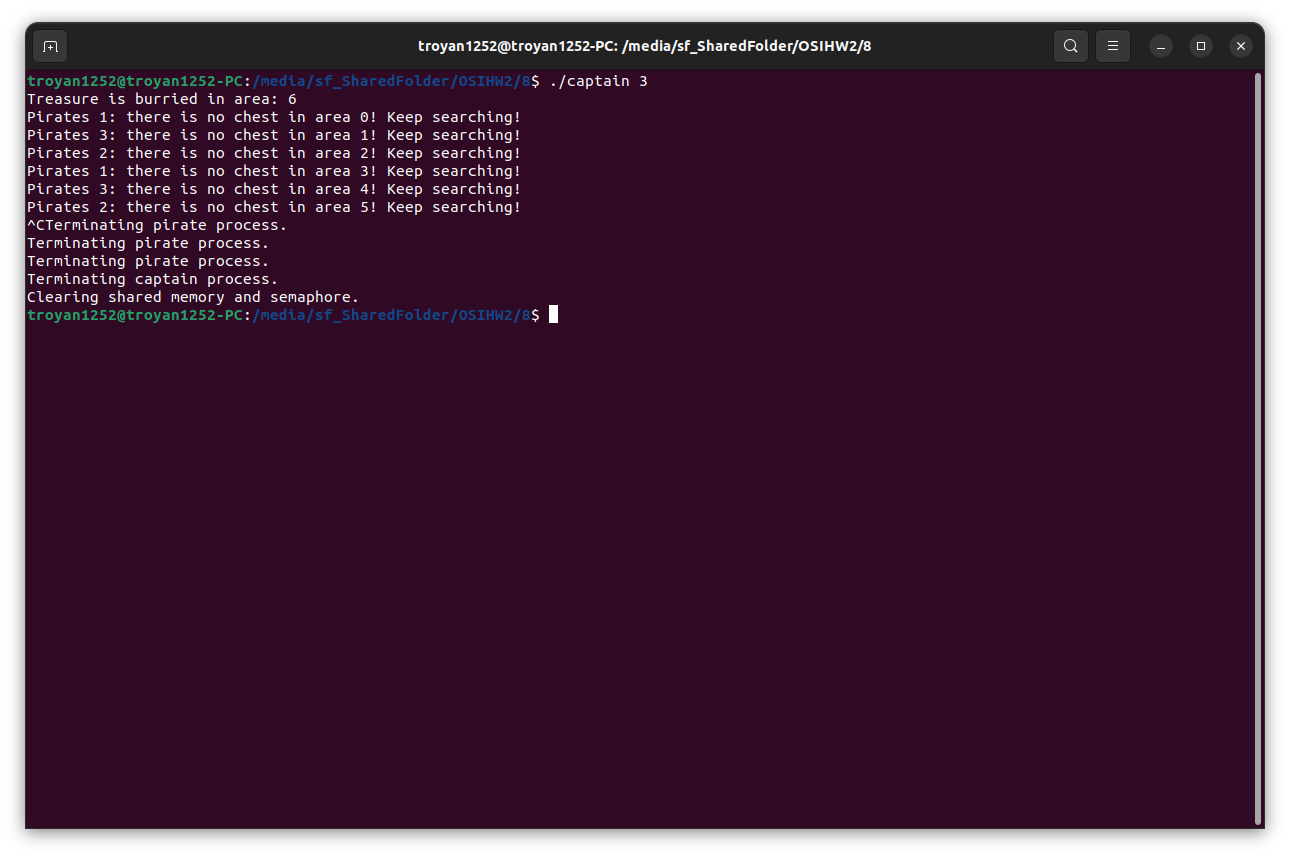 troyan1252@troyan1252-PC: /media/sf_SharedFolder/OSIHW2/8
troyan1252@troyan1252-PC:/media/sf_SharedFolder/OSIHW2/8$ ./captain 3
Treasure is burried in area: 6
Pirates 1: there is no chest in area 0! Keep searching!
Pirates 3: there is no chest in area 1! Keep searching!
Pirates 2: there is no chest in area 2! Keep searching!
Pirates 1: there is no chest in area 3! Keep searching!
Pirates 3: there is no chest in area 4! Keep searching!
Pirates 2: there is no chest in area 5! Keep searching!
^CTerminating pirate process.
Terminating pirate process.
Terminating pirate process.
Terminating captain process.
Clearing shared memory and semaphore.
troyan1252@troyan1252-PC:/media/sf_SharedFolder/OSIHW2/8$